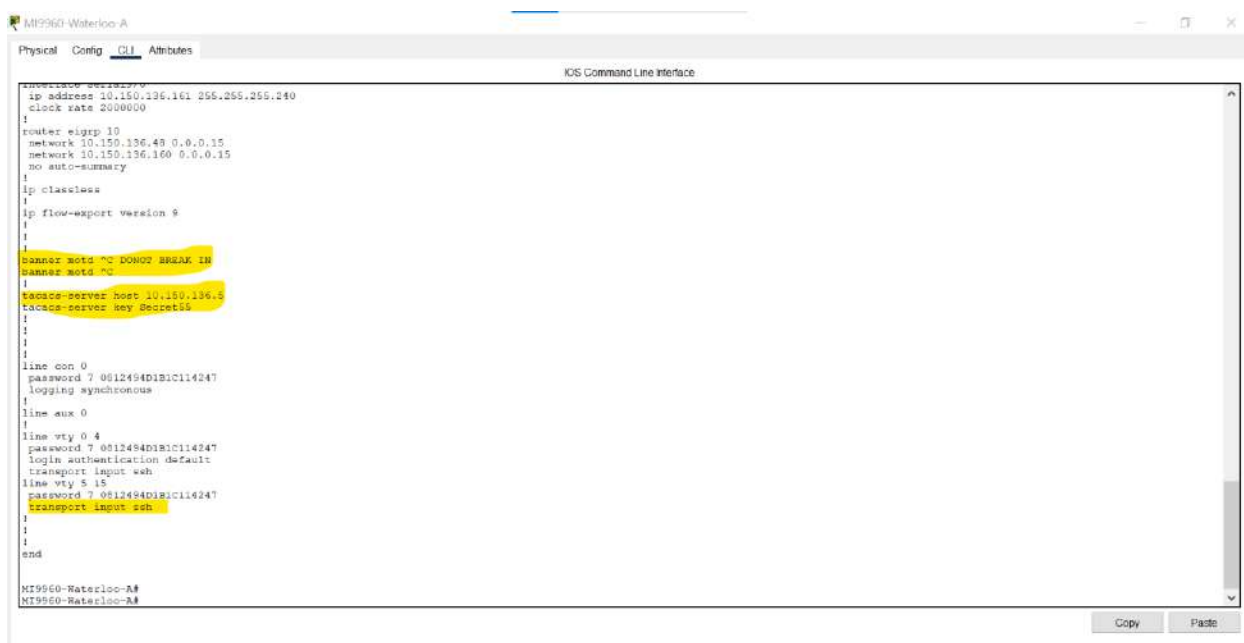 MI9960-Waterloo-A
Physical Config CLI Attributes
IOS Command Line Interface
ip address 10.150.136.161 255.255.255.240
clock rate 2000000
!
router eigrp 10
network 10.150.136.48 0.0.0.15
network 10.150.136.160 0.0.0.15
no auto-summary
!
ip classless
!
ip flow-export version 9
!
!
!
banner motd ^C DONOT BREAK IN
banner motd ^C
!
tacacs-server host 10.150.136.5
tacacs-server key Secret55
!
!
!
!
line con 0
password 7 0812494D1B1C114247
logging synchronous
!
line aux 0
!
line vty 0 4
password 7 0812494D1B1C114247
login authentication default
transport input ssh
line vty 5 15
password 7 0812494D1B1C114247
transport input ssh
!
!
!
end
MI9960-Waterloo-A#
MI9960-Waterloo-A#
Copy Paste